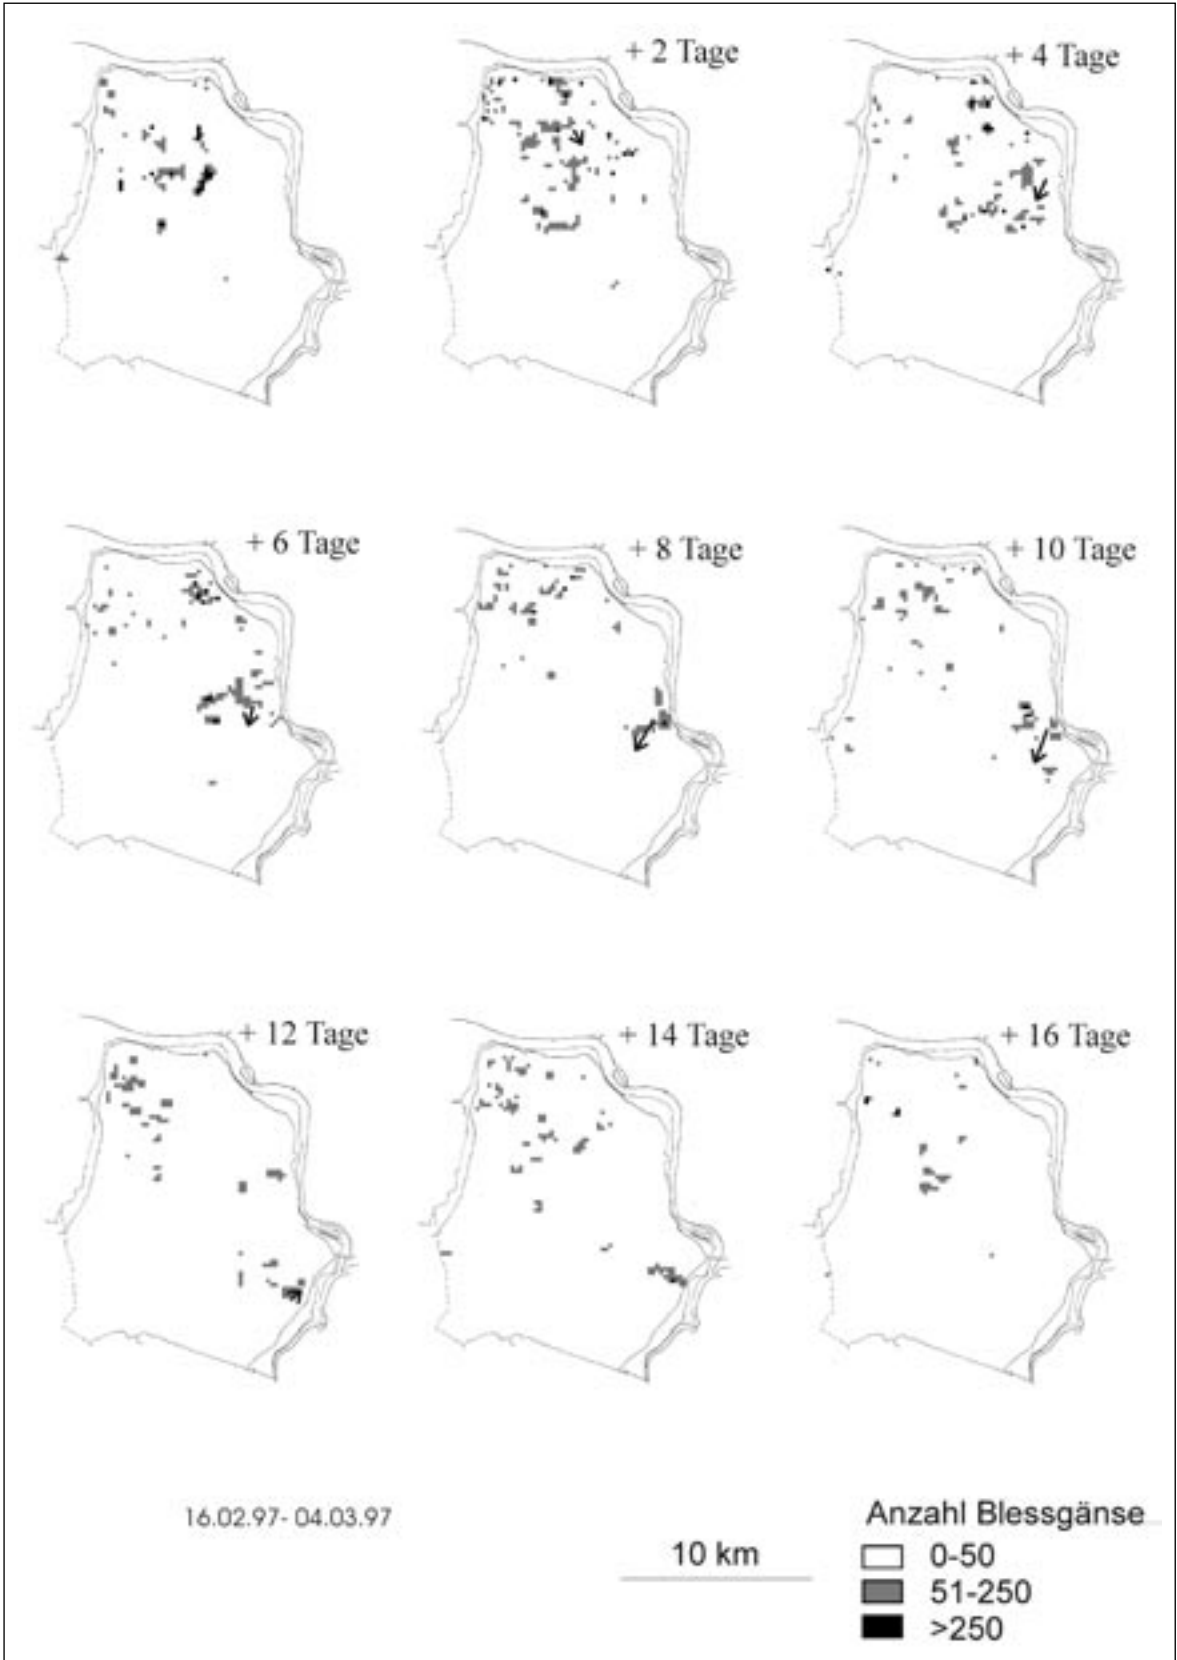 + 2 Tage
+ 4 Tage
+ 6 Tage
+ 8 Tage
+ 10 Tage
+ 12 Tage
+ 14 Tage
+ 16 Tage
16.02.97- 04.03.97
10 km
Anzahl Blessgänse
0-50
51-250
>250